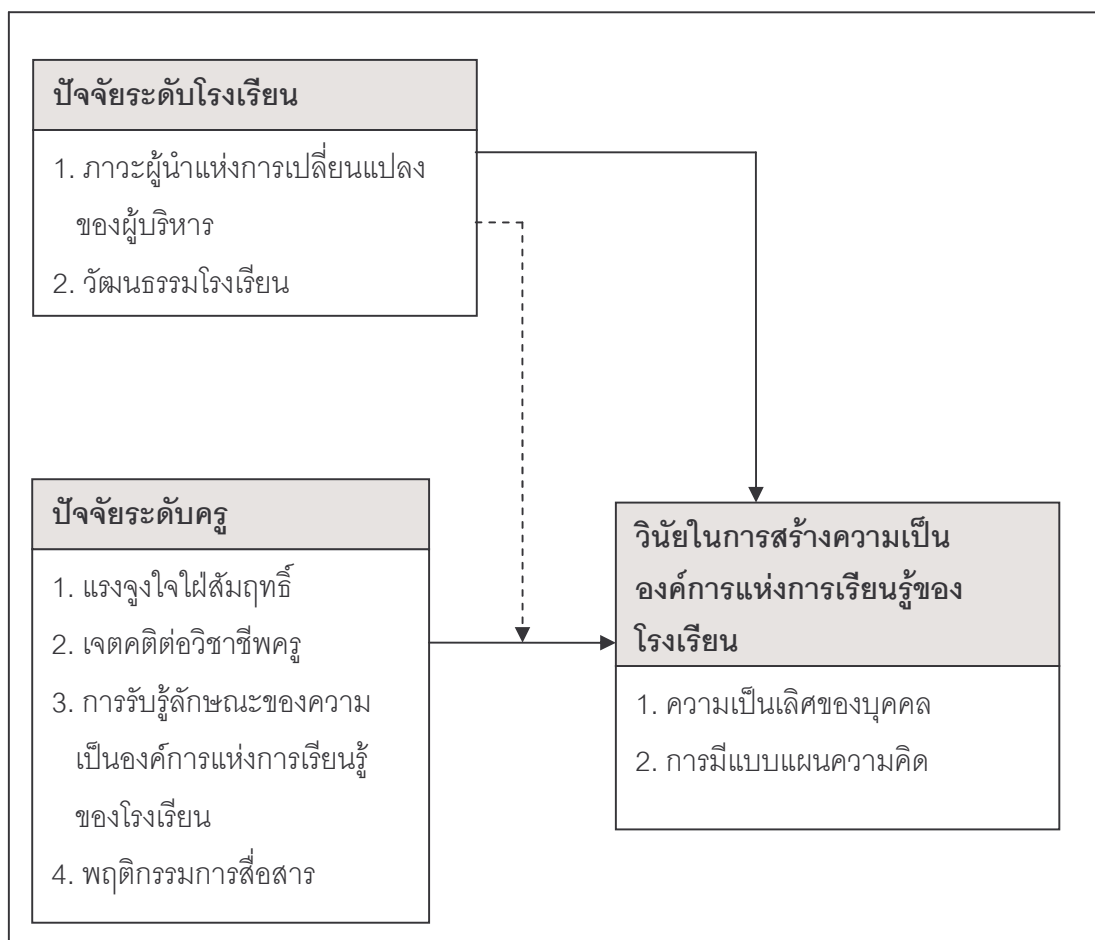 ปัจจัยระดับโรงเรียน
1. ภาวะผู้นำแห่งการเปลี่ยนแปลง
ของผู้บริหาร
2. วัฒนธรรมโรงเรียน
ปัจจัยระดับครู
1. แรงจูงใจใฝ่สัมฤทธิ์
2. เจตคติต่อวิชาชีพครู
3. การรับรู้ลักษณะของความ
เป็นองค์การแห่งการเรียนรู้
ของโรงเรียน
4. พฤติกรรมการสื่อสาร
วินัยในการสร้างความเป็น
องค์การแห่งการเรียนรู้ของ
โรงเรียน
1. ความเป็นเลิศของบุคคล
2. การมีแบบแผนความคิด